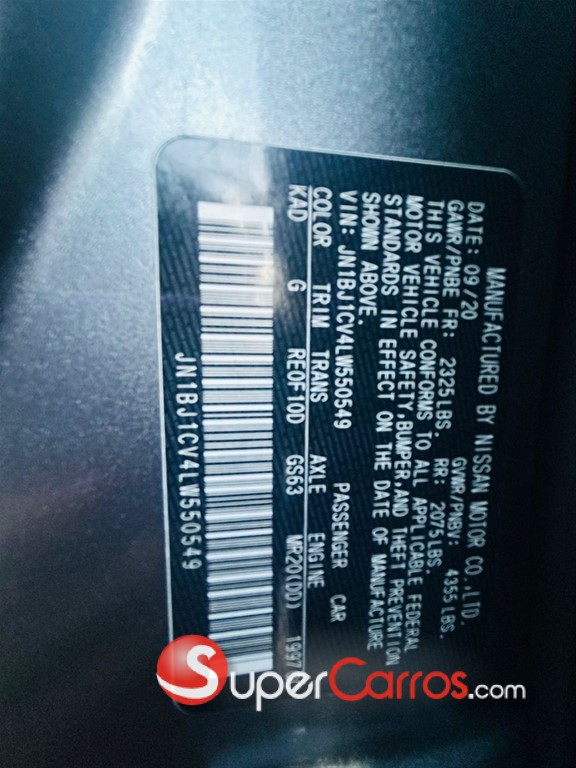 MANUFACTURED BY NISSAN MOTOR CO.,LTD.
DATE: 09/20 GVWR/PNBV: 4355 LBS.
GAWR/PNBE FR: 2325LBS. RR: 2075LBS.
THIS VEHICLE CONFORMS TO ALL APPLICABLE FEDERAL
MOTOR VEHICLE SAFETY,BUMPER,AND THEFT PREVENTION
STANDARDS IN EFFECT ON THE DATE OF MANUFACTURE
SHOWN ABOVE.
VIN: JN1BJ1CV4LW550549 PASSENGER CAR
COLOR TRIM TRANS AXLE ENGINE
KAD G REOF10D GS63 MR20(DD) 1997
JN1BJ1CV4LW550549
S SUPERCARROS.com